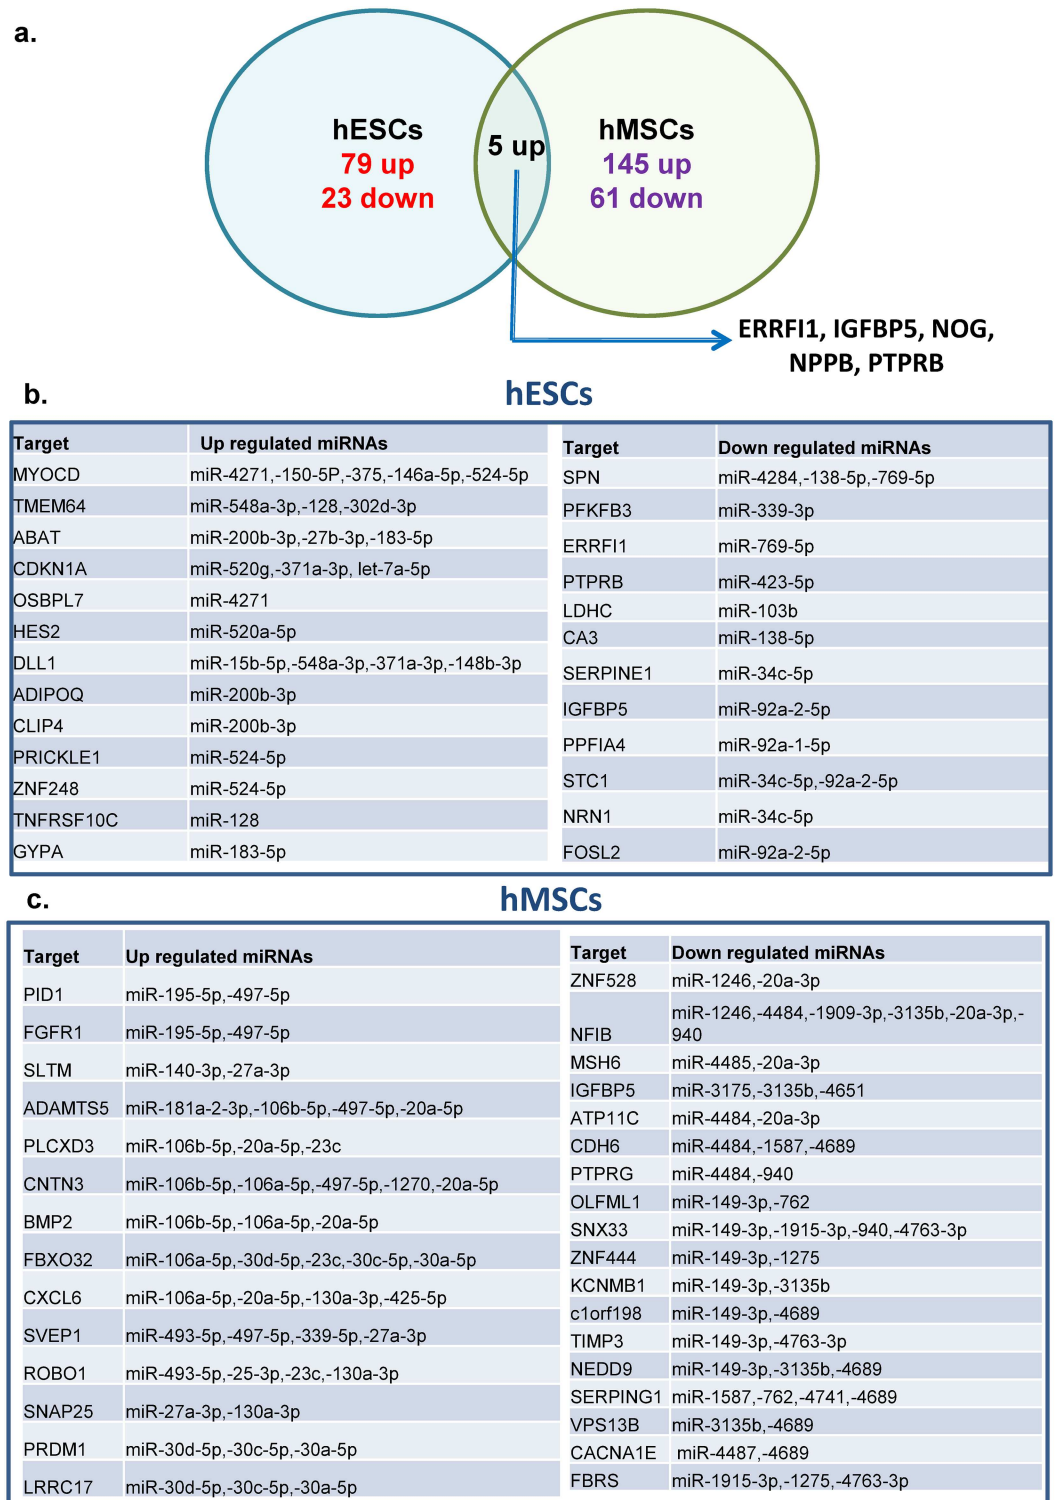 a.
hESCs
79 up
23 down
5 up
hMSCs
145 up
61 down
ERRFI1, IGFBP5, NOG,
NPPB, PTPRB
b.
hESCs
Target Up regulated miRNAs
MYOCD miR-4271,-150-5P,-375,-146a-5p,-524-5p
TMEM64 miR-548a-3p,-128,-302d-3p
ABAT miR-200b-3p,-27b-3p,-183-5p
CDKN1A miR-520g,-371a-3p, let-7a-5p
OSBPL7 miR-4271
HES2 miR-520a-5p
DLL1 miR-15b-5p,-548a-3p,-371a-3p,-148b-3p
ADIPOQ miR-200b-3p
CLIP4 miR-200b-3p
PRICKLE1 miR-524-5p
ZNF248 miR-524-5p
TNFRSF10C miR-128
GYPA miR-183-5p
Target Down regulated miRNAs
SPN miR-4284,-138-5p,-769-5p
PFKFB3 miR-339-3p
ERRFI1 miR-769-5p
PTPRB miR-423-5p
LDHC miR-103b
CA3 miR-138-5p
SERPINE1 miR-34c-5p
IGFBP5 miR-92a-2-5p
PPFIA4 miR-92a-1-5p
STC1 miR-34c-5p,-92a-2-5p
NRN1 miR-34c-5p
FOSL2 miR-92a-2-5p
c.
hMSCs
Target Up regulated miRNAs
PID1 miR-195-5p,-497-5p
FGFR1 miR-195-5p,-497-5p
SLTM miR-140-3p,-27a-3p
ADAMTS5 miR-181a-2-3p,-106b-5p,-497-5p,-20a-5p
PLCXD3 miR-106b-5p,-20a-5p,-23c
CNTN3 miR-106b-5p,-106a-5p,-497-5p,-1270,-20a-5p
BMP2 miR-106b-5p,-106a-5p,-20a-5p
FBXO32 miR-106a-5p,-30d-5p,-23c,-30c-5p,-30a-5p
CXCL6 miR-106a-5p,-20a-5p,-130a-3p,-425-5p
SVEP1 miR-493-5p,-497-5p,-339-5p,-27a-3p
ROBO1 miR-493-5p,-25-3p,-23c,-130a-3p
SNAP25 miR-27a-3p,-130a-3p
PRDM1 miR-30d-5p,-30c-5p,-30a-5p
LRRC17 miR-30d-5p,-30c-5p,-30a-5p
Target Down regulated miRNAs
ZNF528 miR-1246,-20a-3p
miR-1246,-4484,-1909-3p,-3135b,-20a-3p,-
NFIB 940
MSH6 miR-4485,-20a-3p
IGFBP5 miR-3175,-3135b,-4651
ATP11C miR-4484,-20a-3p
CDH6 miR-4484,-1587,-4689
PTPRG miR-4484,-940
OLFML1 miR-149-3p,-762
SNX33 miR-149-3p,-1915-3p,-940,-4763-3p
ZNF444 miR-149-3p,-1275
KCNMB1 miR-149-3p,-3135b
c1orf198 miR-149-3p,-4689
TIMP3 miR-149-3p,-4763-3p
NEDD9 miR-149-3p,-3135b,-4689
SERPING1 miR-1587,-762,-4741,-4689
VPS13B miR-3135b,-4689
CACNA1E miR-4487,-4689
FBRS miR-1915-3p,-1275,-4763-3p